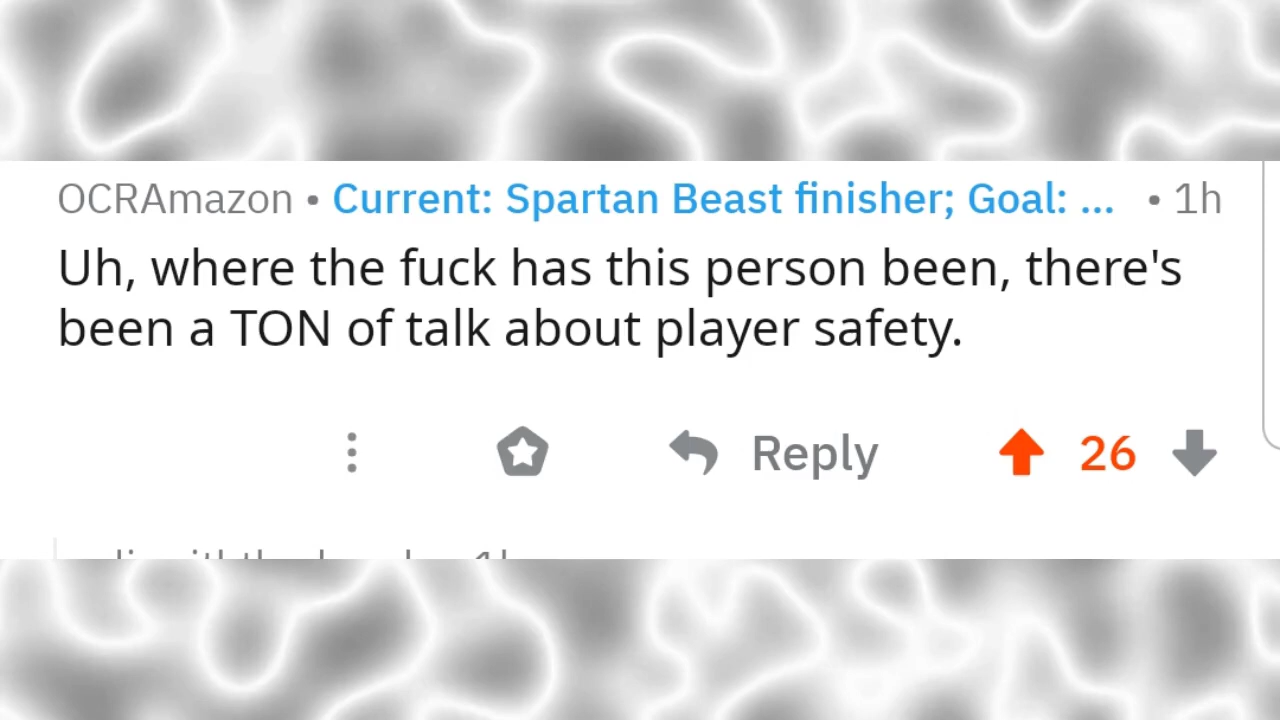 OCRAmazon • Current: Spartan Beast finisher; Goal: ... • 1h
Uh, where the fuck has this person been, there's
been a TON of talk about player safety.
Reply 26